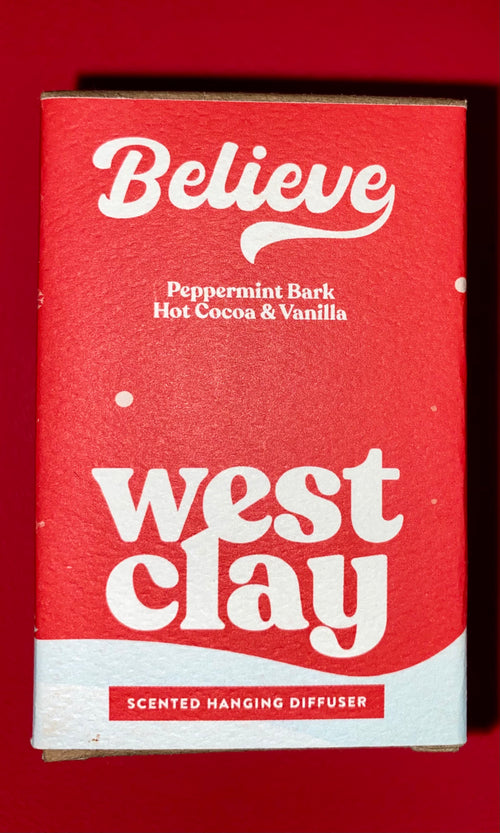 Believe
Peppermint Bark
Hot Cocoa & Vanilla
west
clay
SCENTED HANGING DIFFUSER